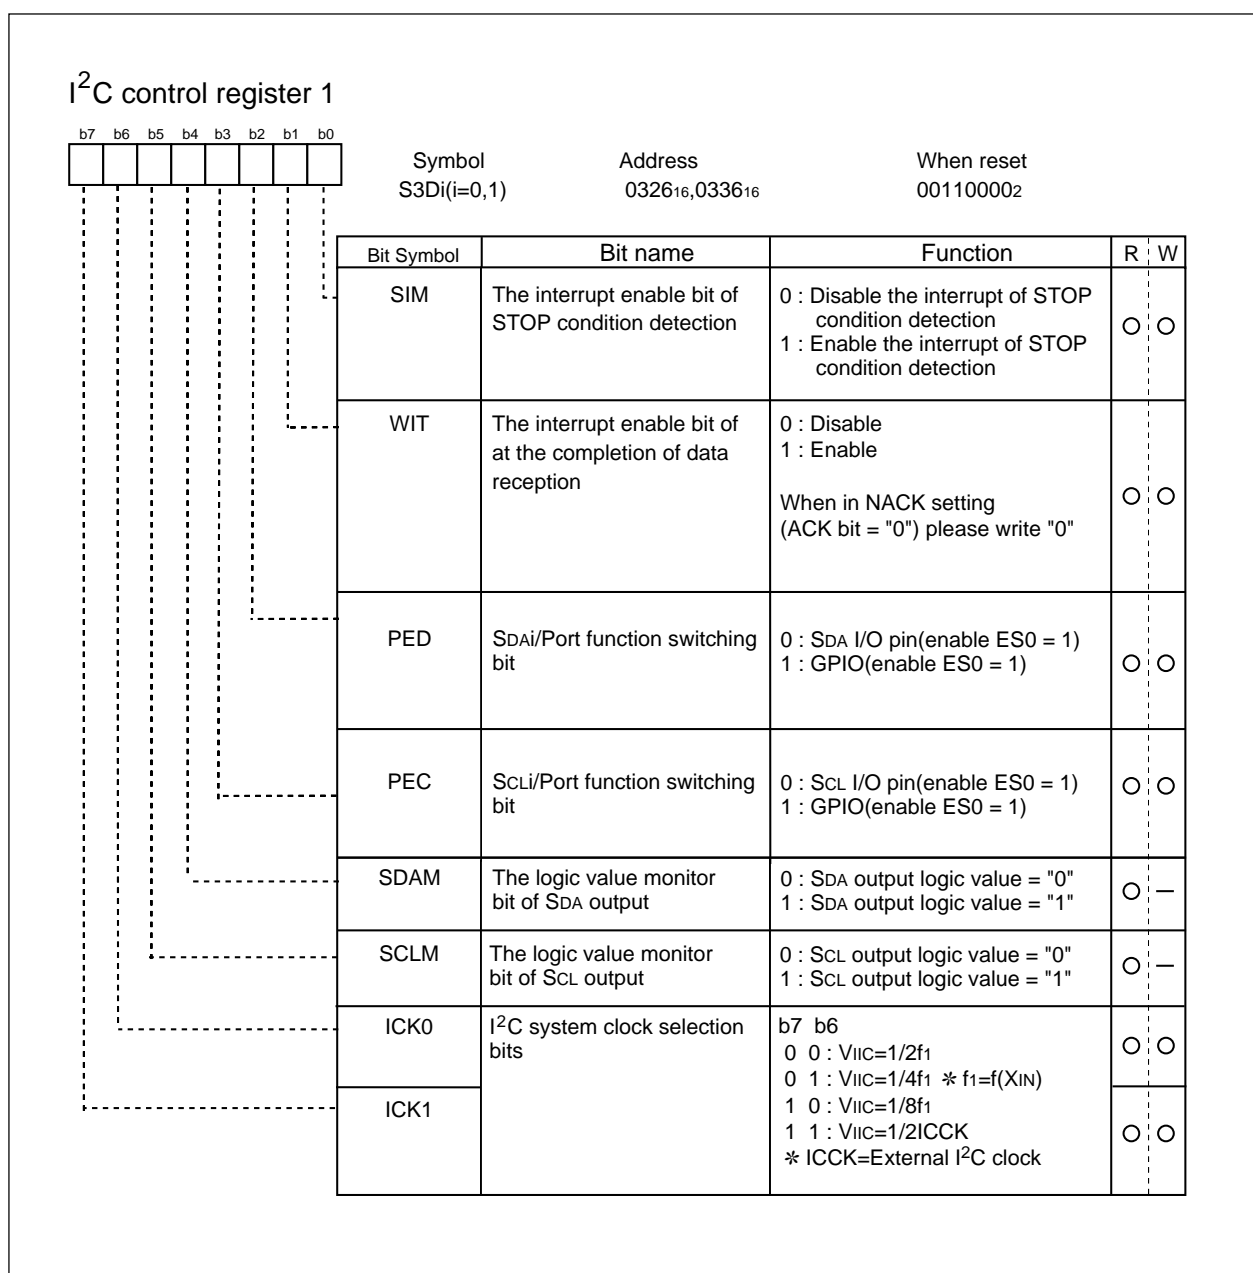 I2C control register 1
b7 b6 b5 b4 b3 b2 b1 b0
Symbol Address When reset
S3Di(i=0,1) 032616,033616 001100002
Bit Symbol Bit name Function R W
SIM
The interrupt enable bit of
STOP condition detection
0 : Disable the interrupt of STOP
condition detection
1 : Enable the interrupt of STOP
condition detection
WIT
The interrupt enable bit of
at the completion of data
reception
0 : Disable
1 : Enable
When in NACK setting
(ACK bit = "0") please write "0"
PED
SDAi/Port function switching
bit
0 : SDA I/O pin(enable ES0 = 1)
1 : GPIO(enable ES0 = 1)
PEC
SCLi/Port function switching
bit
0 : SCL I/O pin(enable ES0 = 1)
1 : GPIO(enable ES0 = 1)
SDAM
The logic value monitor
bit of SDA output
0 : SDA output logic value = "0"
1 : SDA output logic value = "1"
SCLM
The logic value monitor
bit of SCL output
0 : SCL output logic value = "0"
1 : SCL output logic value = "1"
ICK0
ICK1
I2C system clock selection
bits
b7 b6
0 0 : VIIC=1/2f1
0 1 : VIIC=1/4f1 ✻ f1=f(XIN)
1 0 : VIIC=1/8f1
1 1 : VIIC=1/2ICCK
✻ ICCK=External I2C clock